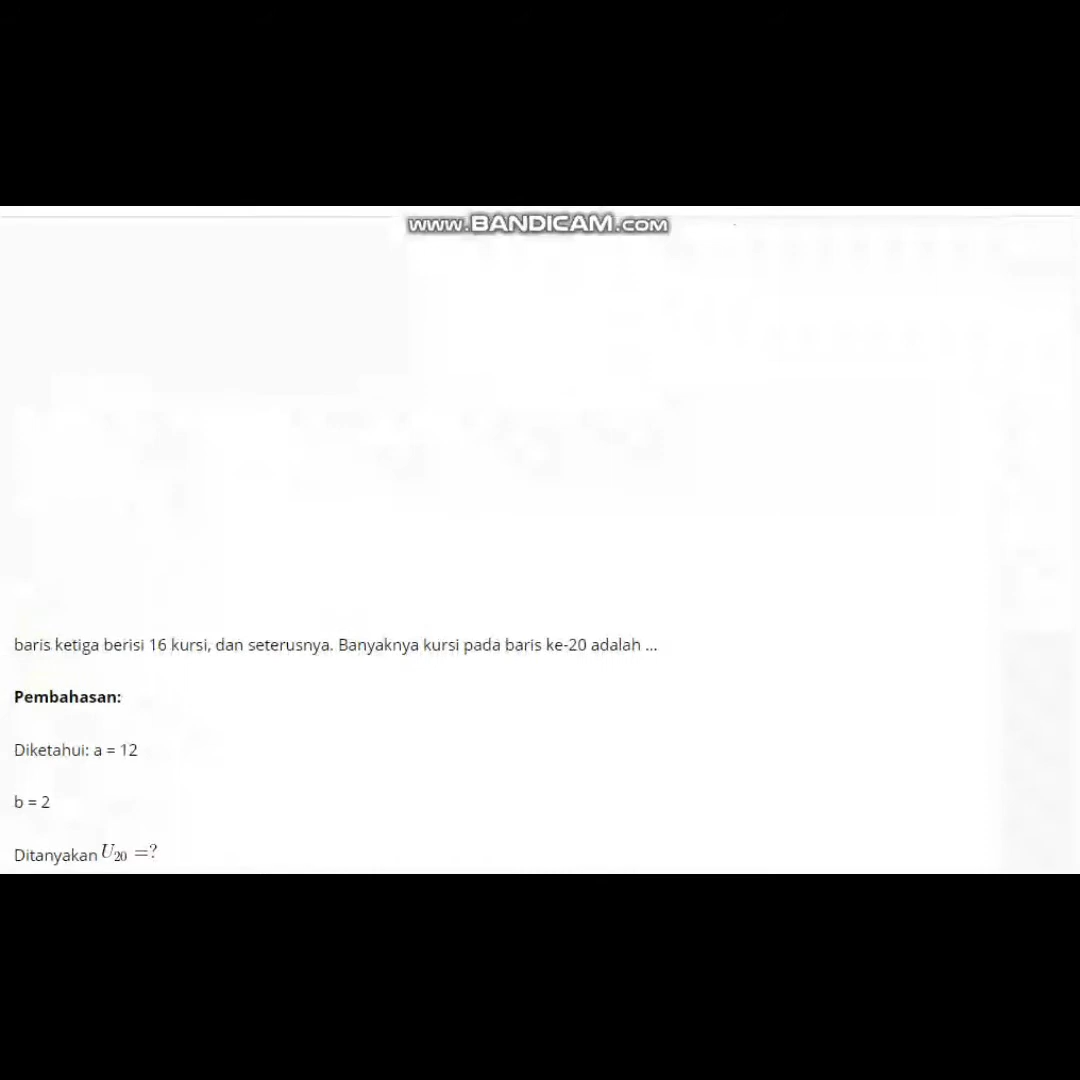 www.BANDICAM.com
baris ketiga berisi 16 kursi, dan seterusnya. Banyaknya kursi pada baris ke-20 adalah ...
Pembahasan:
Diketahui: a = 12
b = 2
Ditanyakan U20 =?